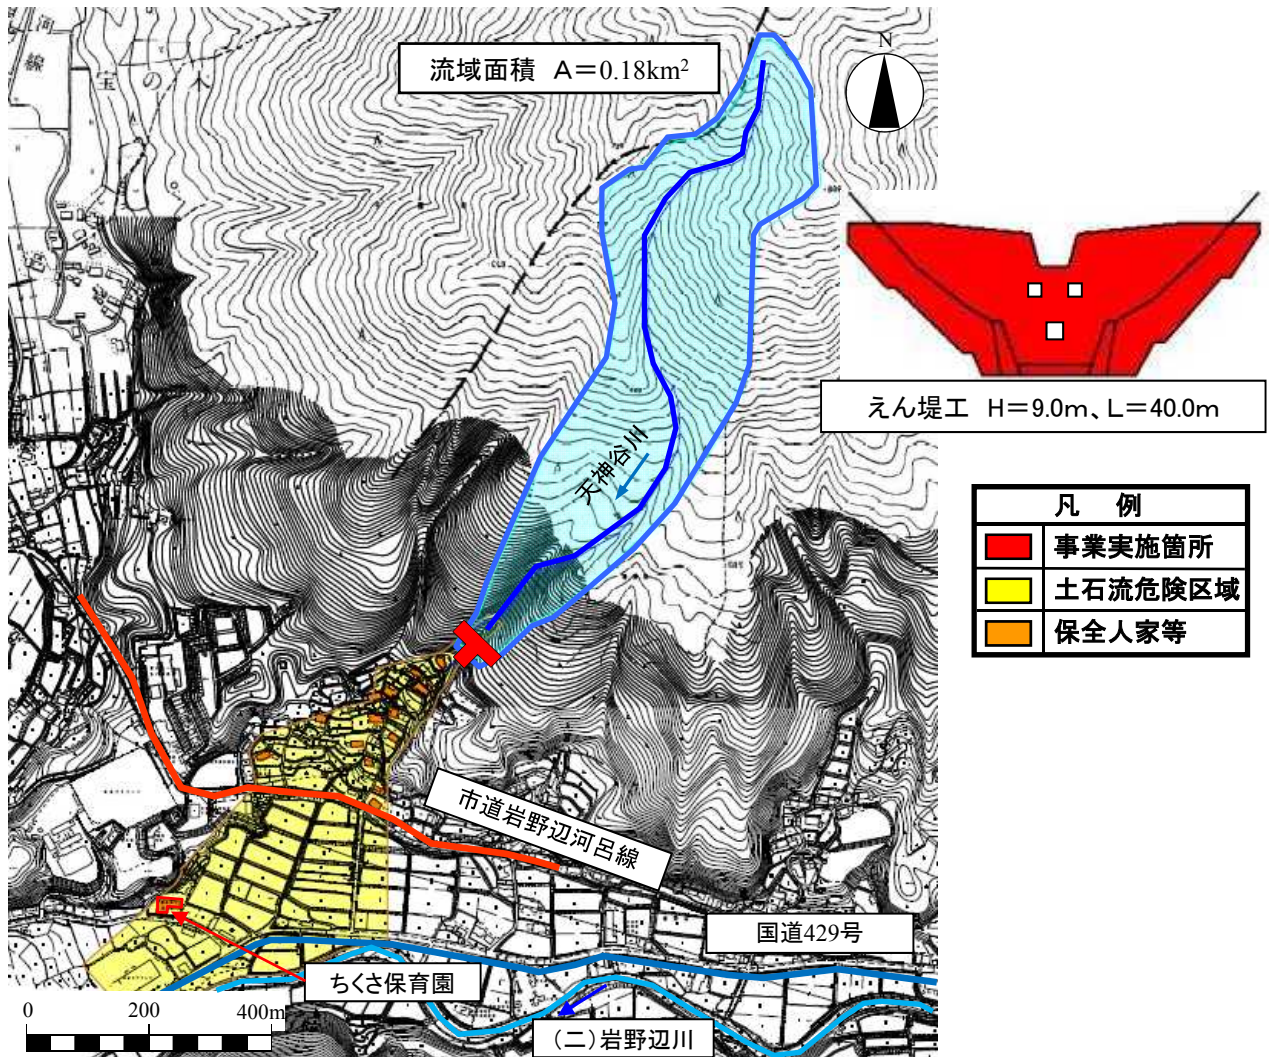 宝の木
線
河
流域面積 A=0.18km²
N
えん堤工 H=9.0m、L=40.0m
凡 例
事業実施箇所
土石流危険区域
保全人家等
天神谷川
市道岩野辺河呂線
国道429号
ちくさ保育園
(二)岩野辺川
0 200 400m